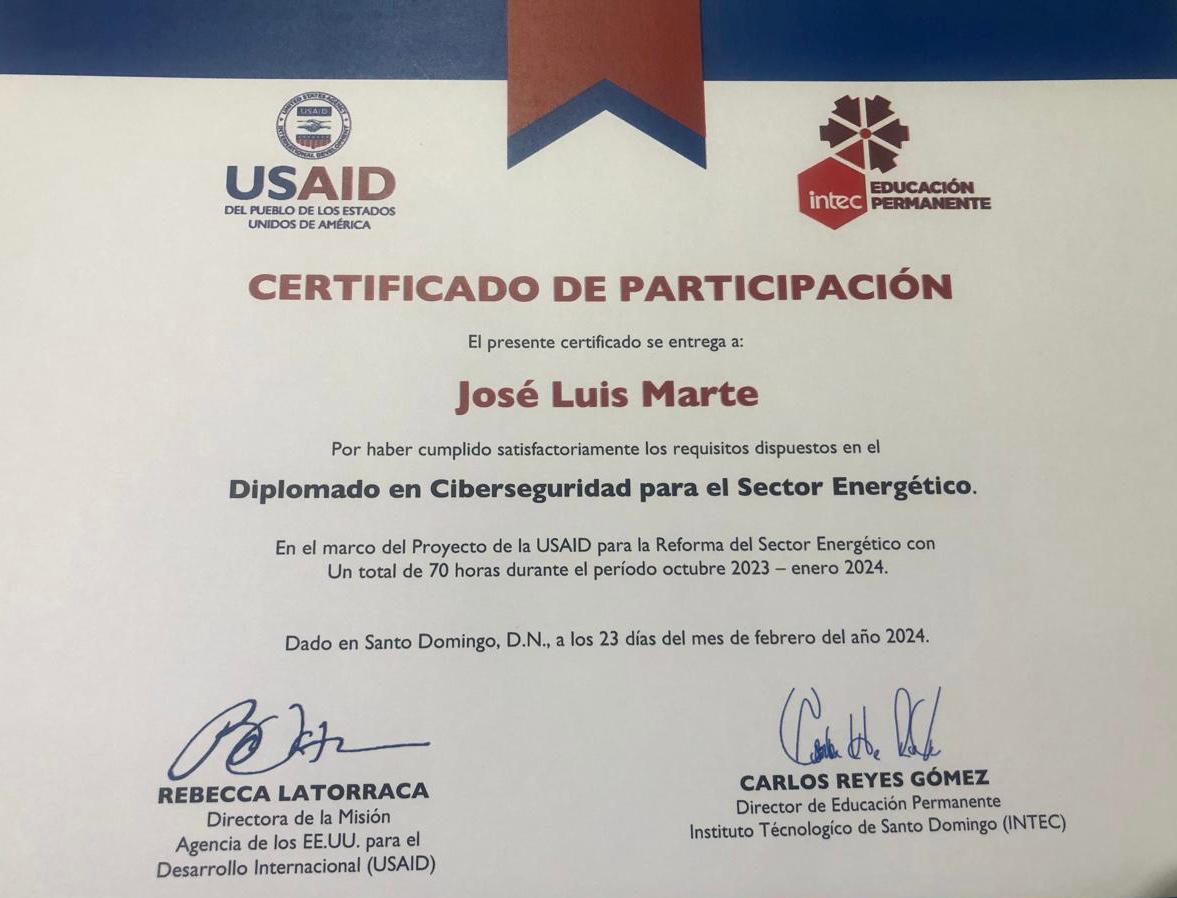 UNITED STATES AGENCY
USAID
INTERNATIONAL DEVELOPMENT
USAID
DEL PUEBLO DE LOS ESTADOS
UNIDOS DE AMÉRICA
intec
EDUCACIÓN
PERMANENTE
CERTIFICADO DE PARTICIPACIÓN
El presente certificado se entrega a:
José Luis Marte
Por haber cumplido satisfactoriamente los requisitos dispuestos en el
Diplomado en Ciberseguridad para el Sector Energético.
En el marco del Proyecto de la USAID para la Reforma del Sector Energético con
Un total de 70 horas durante el período octubre 2023 – enero 2024.
Dado en Santo Domingo, D.N., a los 23 días del mes de febrero del año 2024.
REBECCA LATORRACA
Directora de la Misión
Agencia de los EE.UU. para el
Desarrollo Internacional (USAID)
CARLOS REYES GÓMEZ
Director de Educación Permanente
Instituto Técnologíco de Santo Domingo (INTEC)